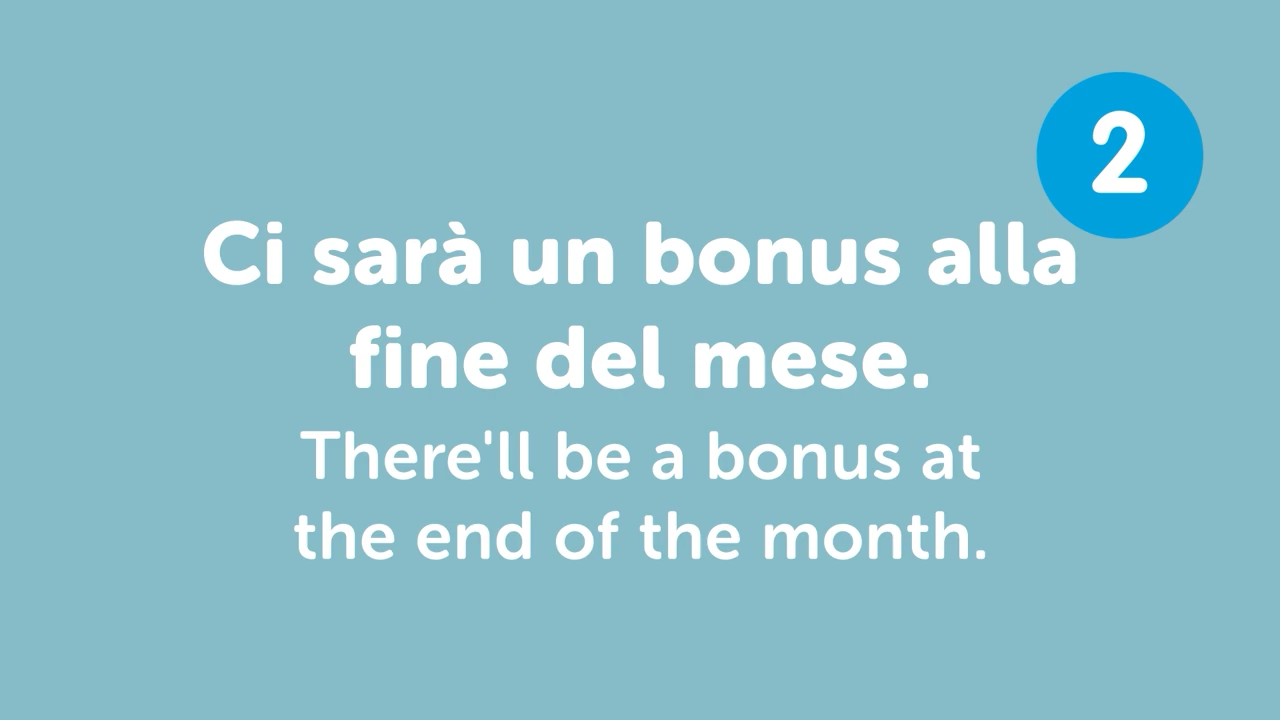 2
Ci sarà un bonus alla
fine del mese.
There'll be a bonus at
the end of the month.